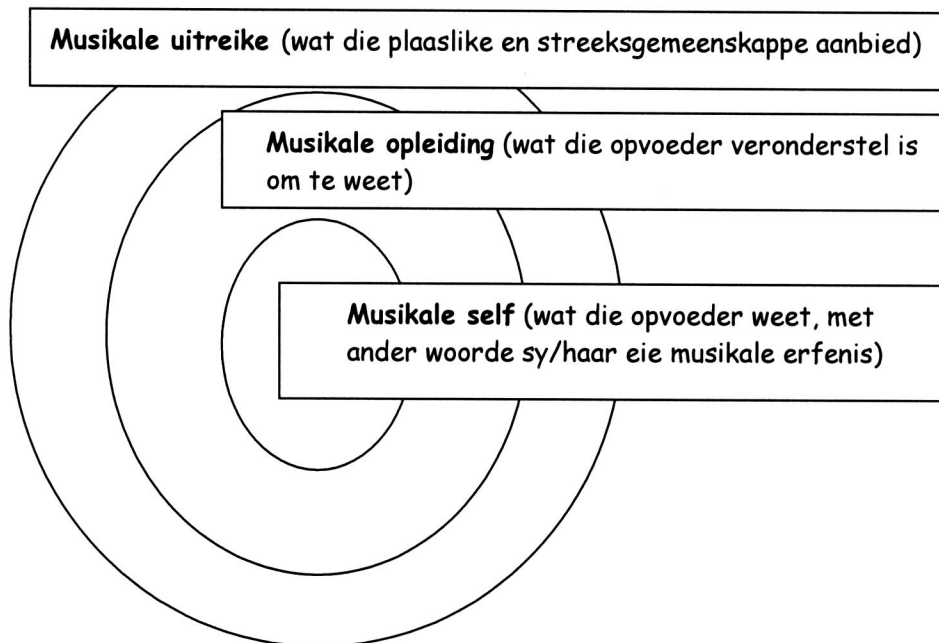 Musikale uitreike (wat die plaaslike en streeksgemeenskappe aanbied)
Musikale opleiding (wat die opvoeder veronderstel is
om te weet)
Musikale self (wat die opvoeder weet, met
ander woorde sy/haar eie musikale erfenis)